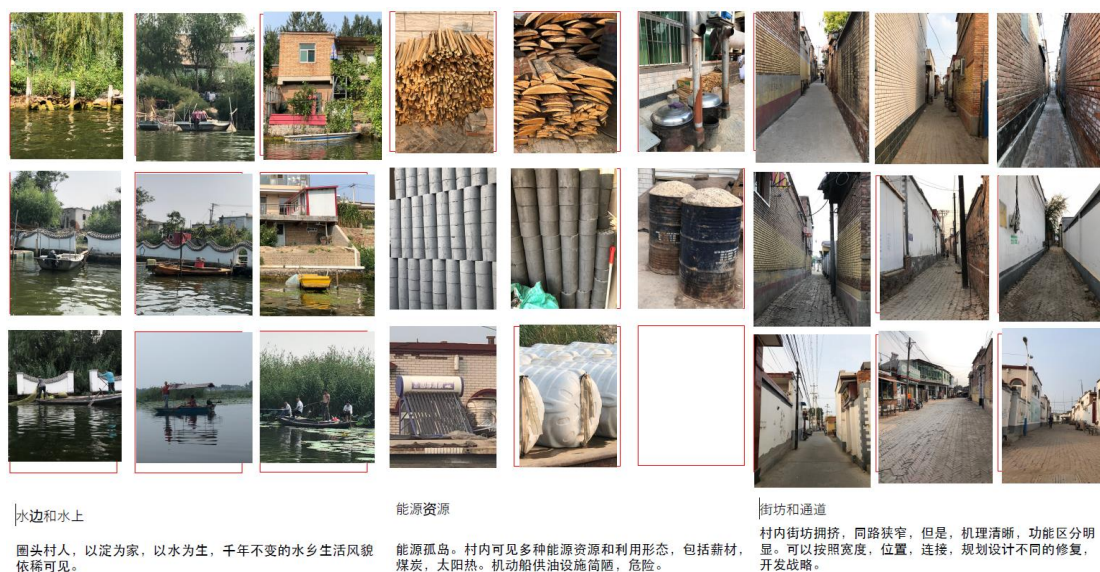 水边和水上
圈头村人，以淀为家，以水为生，千年不变的水乡生活风貌
依稀可见。
能源资源
能源孤岛。村内可见多种能源资源和利用形态，包括薪材，
煤炭，太阳热。机动船供油设施简陋，危险。
街坊和通道
村内街坊拥挤，同路狭窄，但是，机理清晰，功能区分明
显。可以按照宽度，位置，连接，规划设计不同的修复，
开发战略。